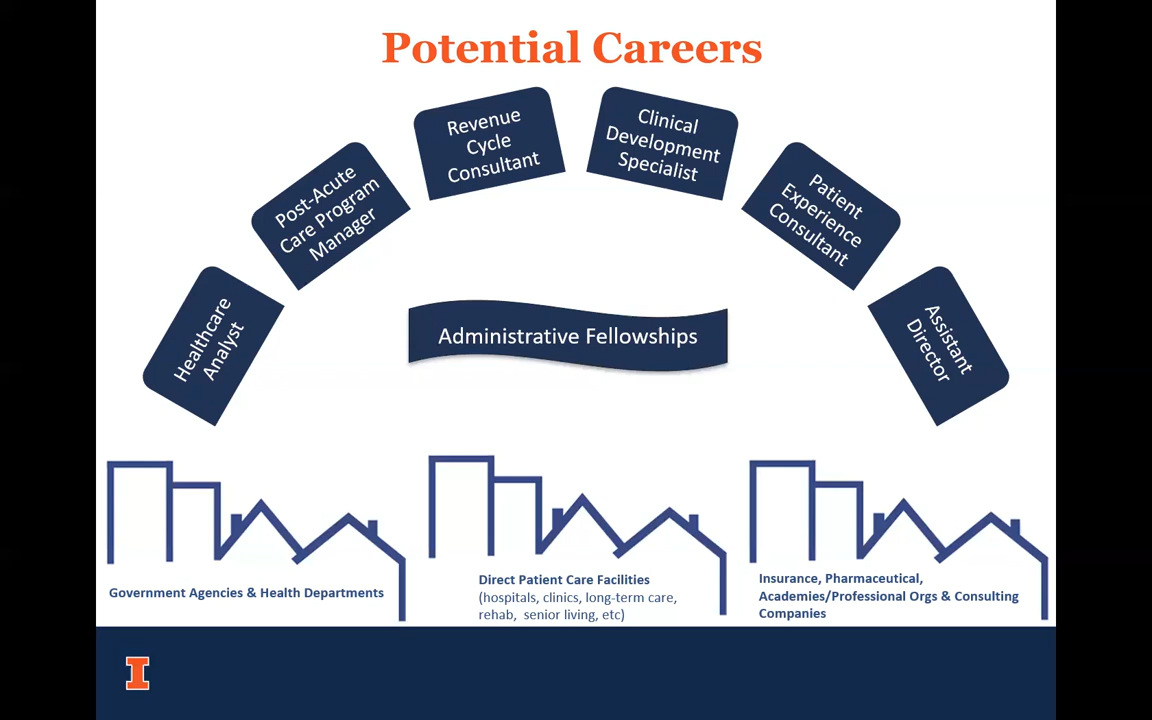 Potential Careers
Healthcare
Analyst
Post-Acute
Care Program
Manager
Revenue
Cycle
Consultant
Clinical
Development
Specialist
Patient
Experience
Consultant
Assistant
Director
Administrative Fellowships
Government Agencies & Health Departments
Direct Patient Care Facilities
(hospitals, clinics, long-term care,
rehab, senior living, etc)
Insurance, Pharmaceutical,
Academies/Professional Orgs & Consulting
Companies
I